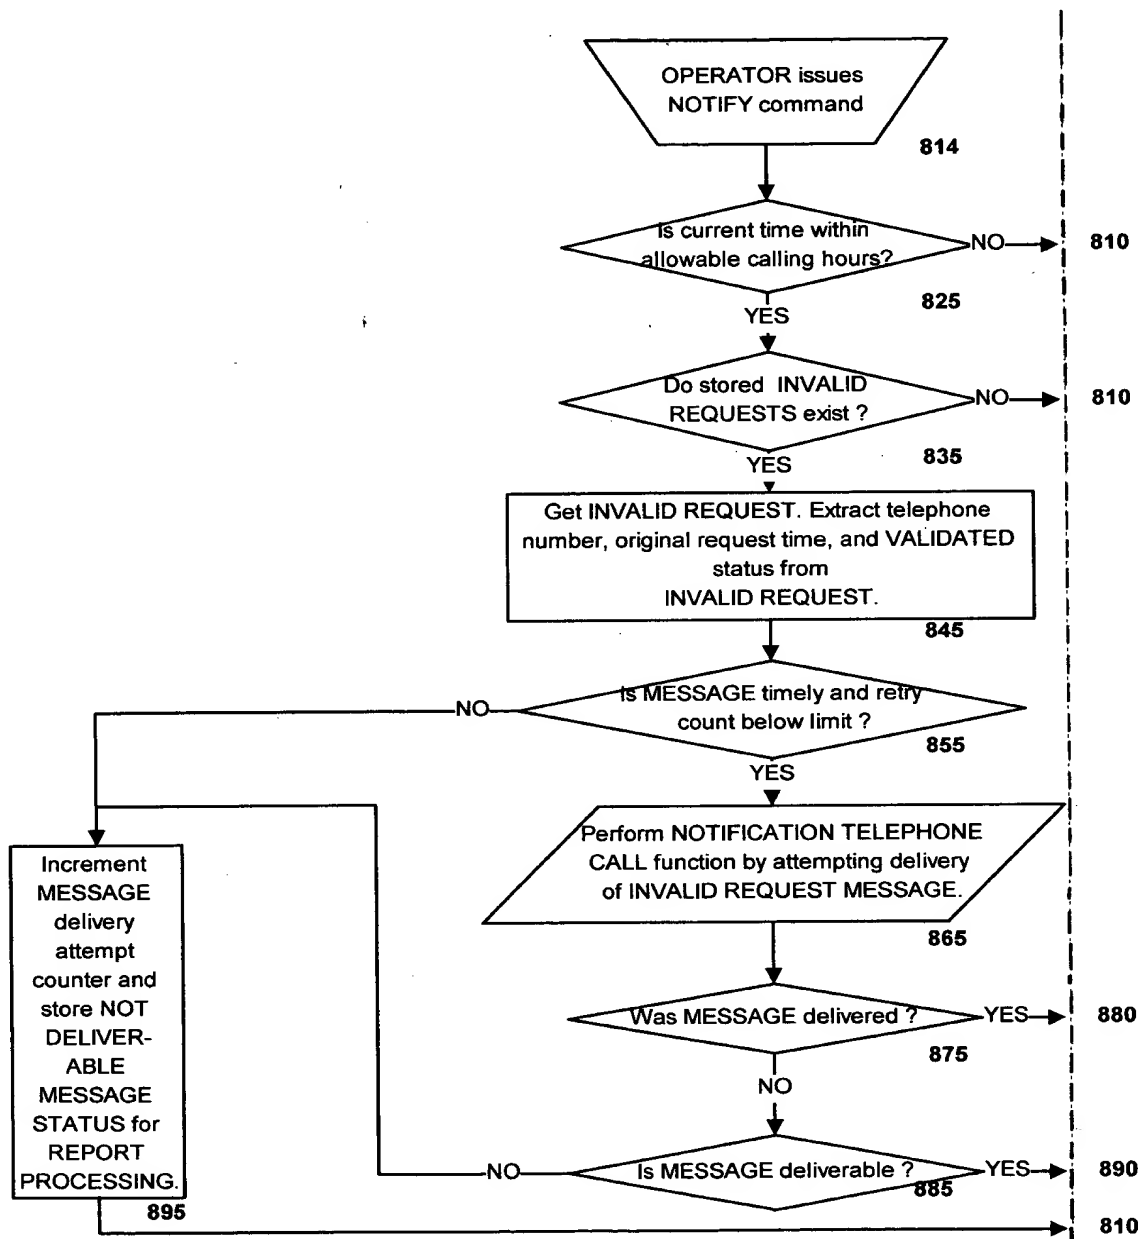 OPERATOR issues
NOTIFY command
814
Is current time within
allowable calling hours?
NO
810
825
YES
Do stored INVALID
REQUESTS exist ?
NO
810
835
YES
Get INVALID REQUEST. Extract telephone
number, original request time, and VALIDATED
status from
INVALID REQUEST.
845
Is MESSAGE timely and retry
count below limit ?
NO
855
YES
Perform NOTIFICATION TELEPHONE
CALL function by attempting delivery
of INVALID REQUEST MESSAGE.
865
Increment
MESSAGE
delivery
attempt
counter and
store NOT
DELIVER-
ABLE
MESSAGE
STATUS for
REPORT
PROCESSING.
895
Was MESSAGE delivered ?
YES
880
875
NO
Is MESSAGE deliverable ?
NO
YES
890
885
810